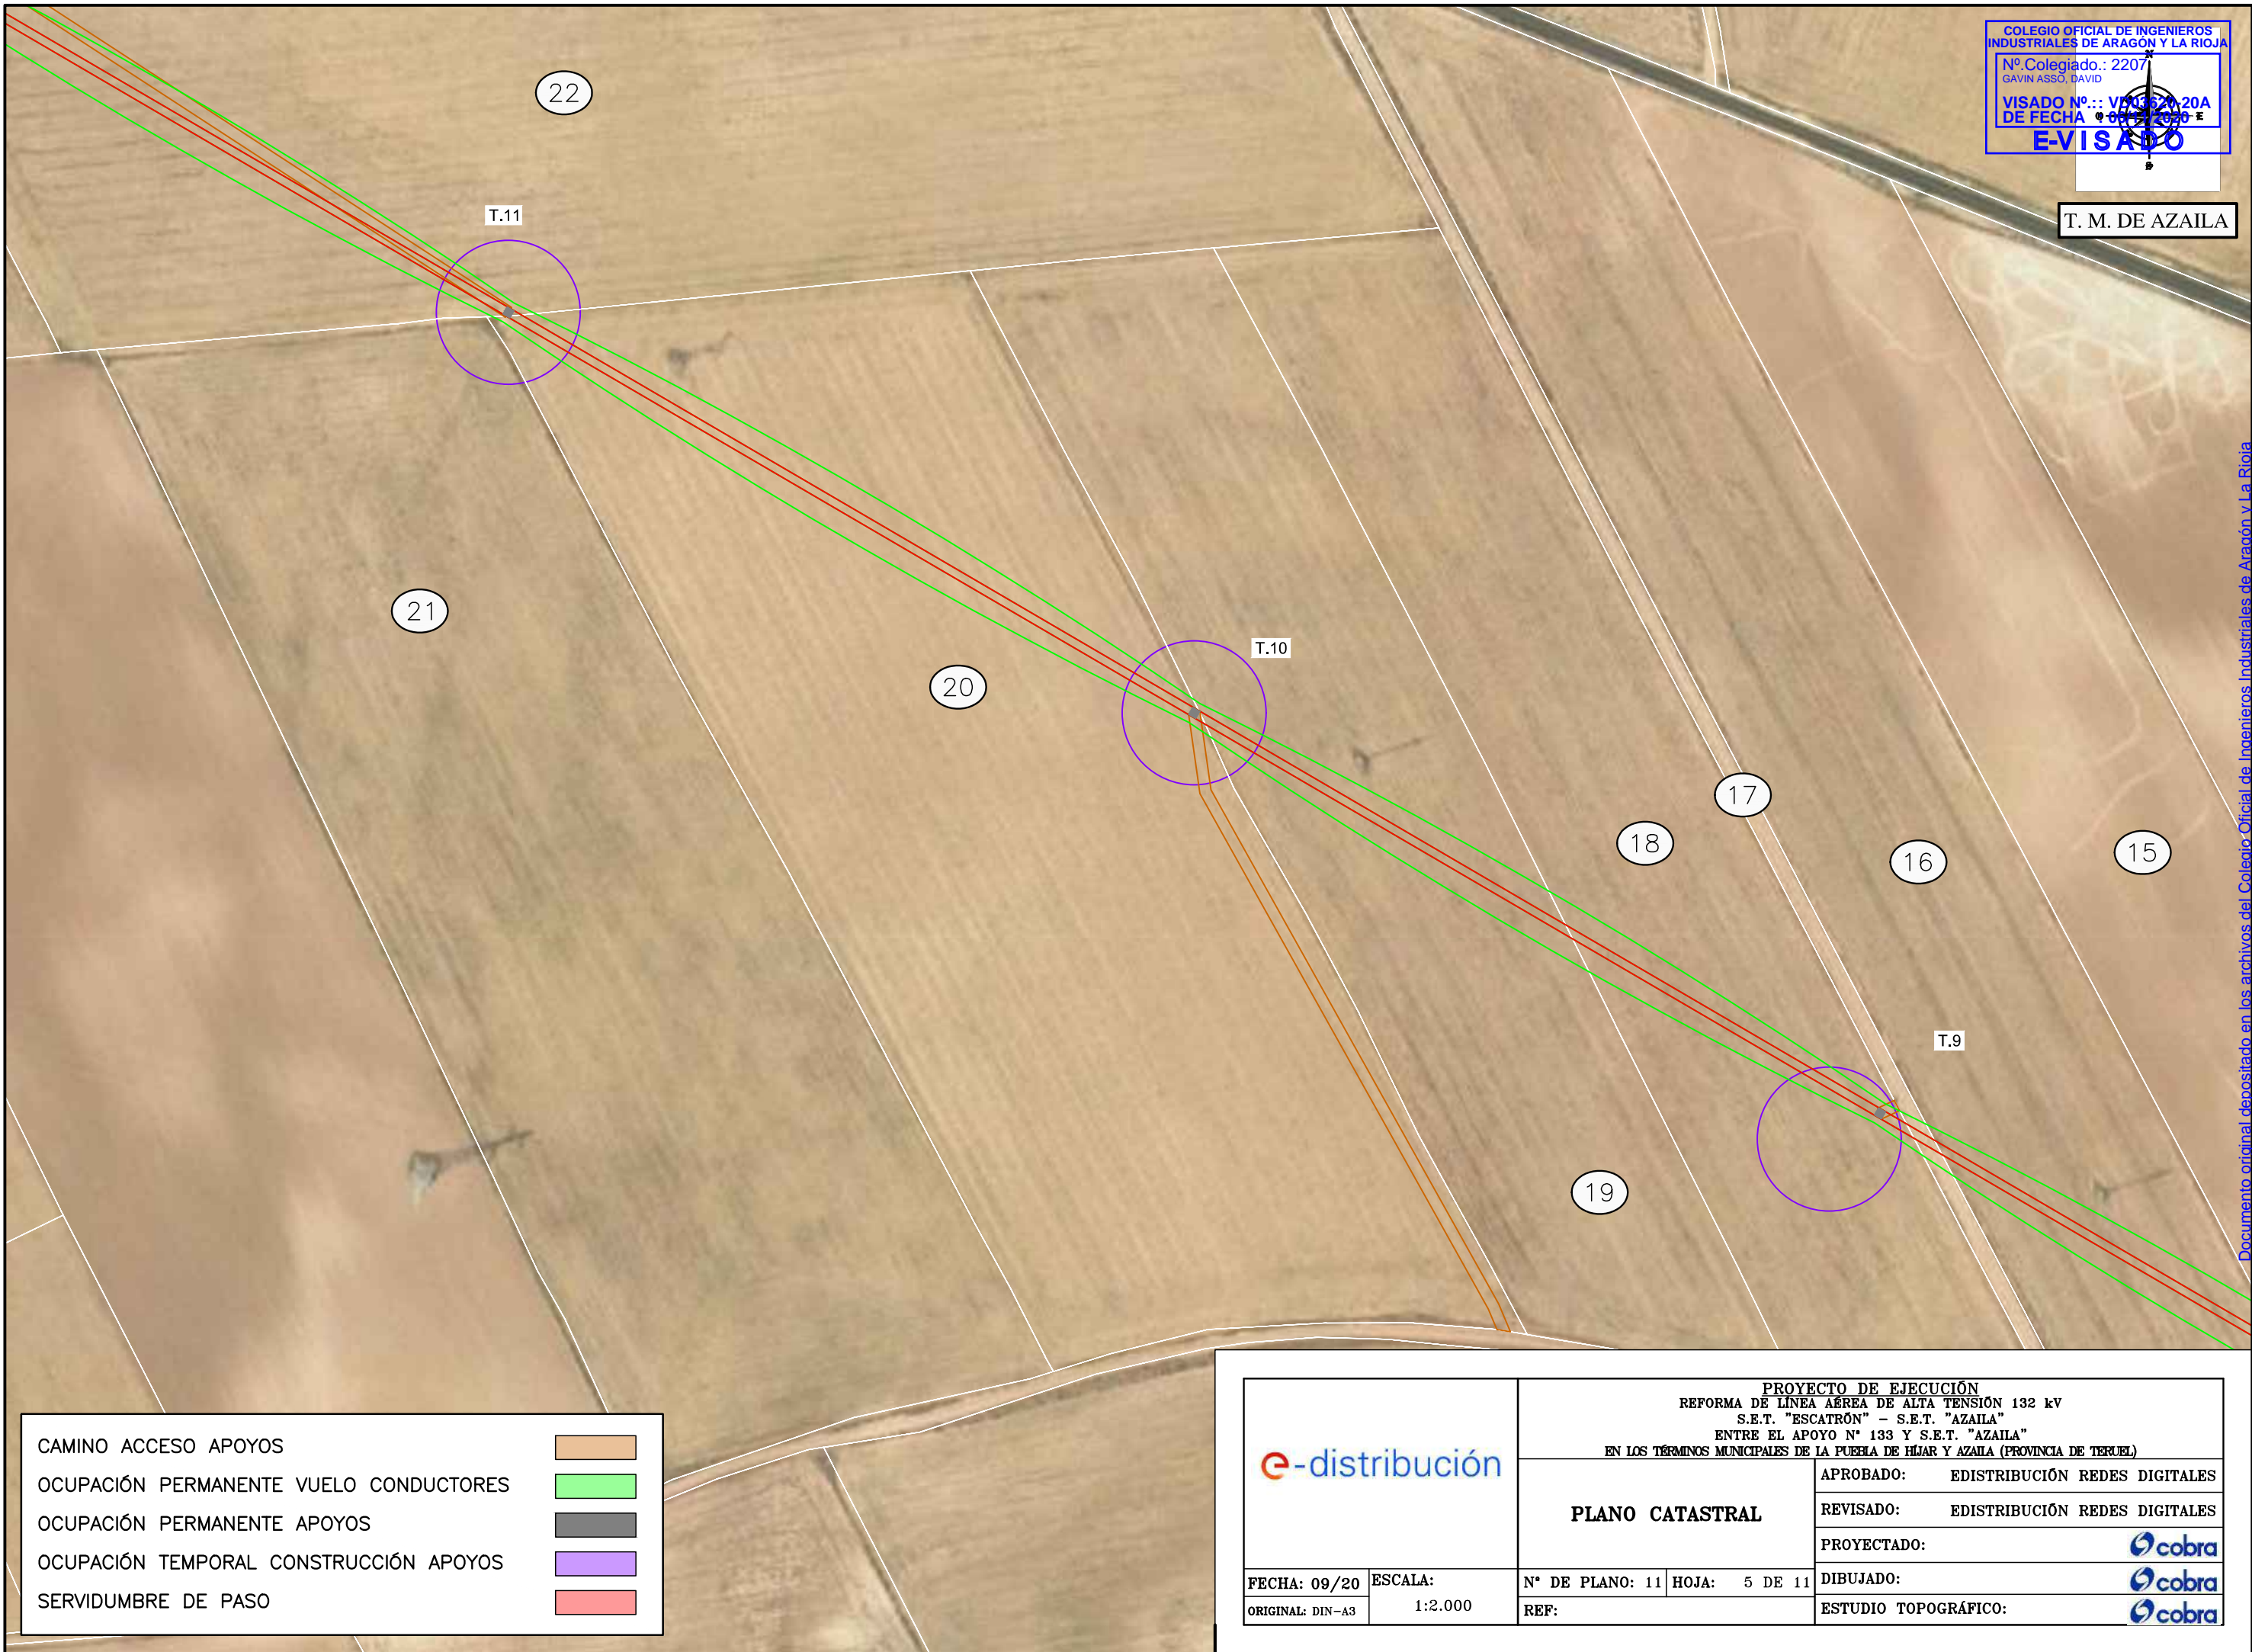 COLEGIO OFICIAL DE INGENIEROS
INDUSTRIALES DE ARAGÓN Y LA RIOJA
Nº.Colegiado.: 2207
GAVIN ASSO, DAVID
VISADO Nº.:: VD03620-20A
DE FECHA :
E-VISADO
N
E
S
T. M. DE AZAILA
22
T.11
21
20
T.10
17
18
16
15
T.9
19
Documento original depositado en los archivos del Colegio Oficial de Ingenieros Industriales de Aragón y La Rioja
CAMINO ACCESO APOYOS
OCUPACIÓN PERMANENTE VUELO CONDUCTORES
OCUPACIÓN PERMANENTE APOYOS
OCUPACIÓN TEMPORAL CONSTRUCCIÓN APOYOS
SERVIDUMBRE DE PASO
e-distribución
PROYECTO DE EJECUCIÓN
REFORMA DE LÍNEA AÉREA DE ALTA TENSIÓN 132 kV
S.E.T. "ESCATRÓN" - S.E.T. "AZAILA"
ENTRE EL APOYO Nº 133 Y S.E.T. "AZAILA"
EN LOS TÉRMINOS MUNICIPALES DE LA PUEBLA DE HÍJAR Y AZAILA (PROVINCIA DE TERUEL)
PLANO CATASTRAL
APROBADO: EDISTRIBUCIÓN REDES DIGITALES
REVISADO: EDISTRIBUCIÓN REDES DIGITALES
PROYECTADO: cobra
FECHA: 09/20
ESCALA:
1:2.000
Nº DE PLANO: 11
HOJA: 5 DE 11
DIBUJADO: cobra
ORIGINAL: DIN-A3
REF:
ESTUDIO TOPOGRÁFICO: cobra